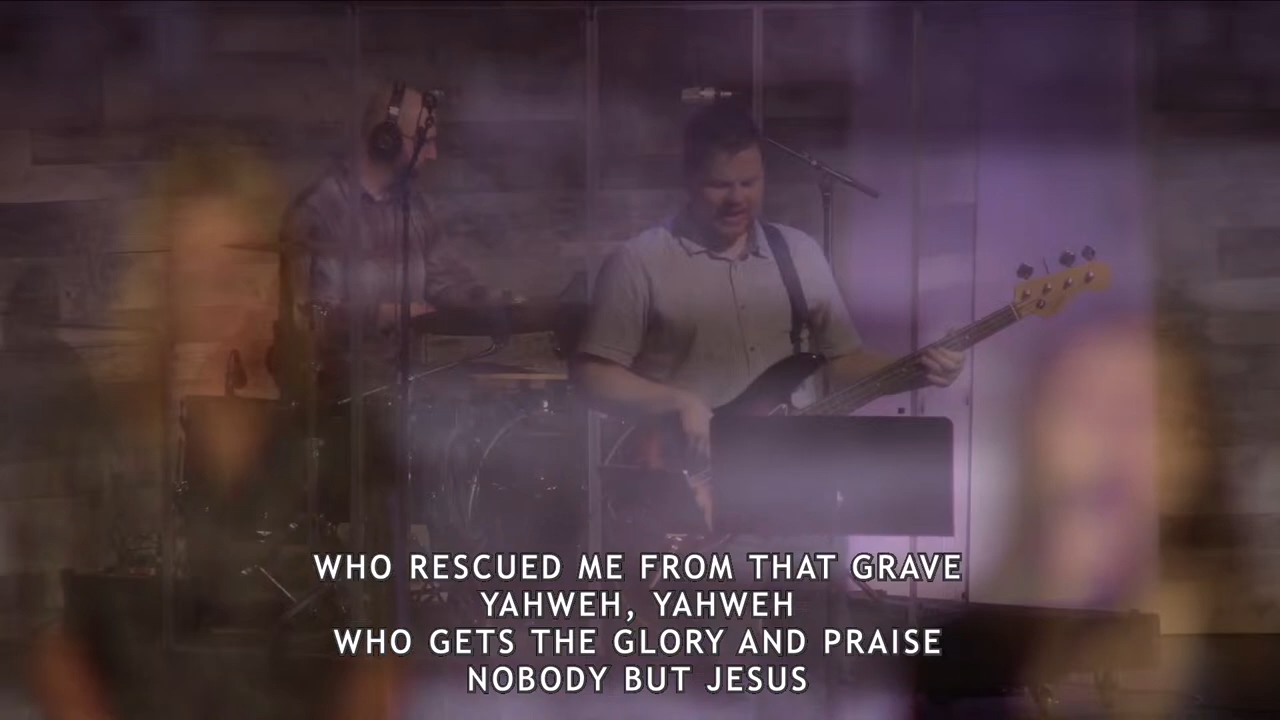 WHO RESCUED ME FROM THAT GRAVE
YAHWEH, YAHWEH
WHO GETS THE GLORY AND PRAISE
NOBODY BUT JESUS